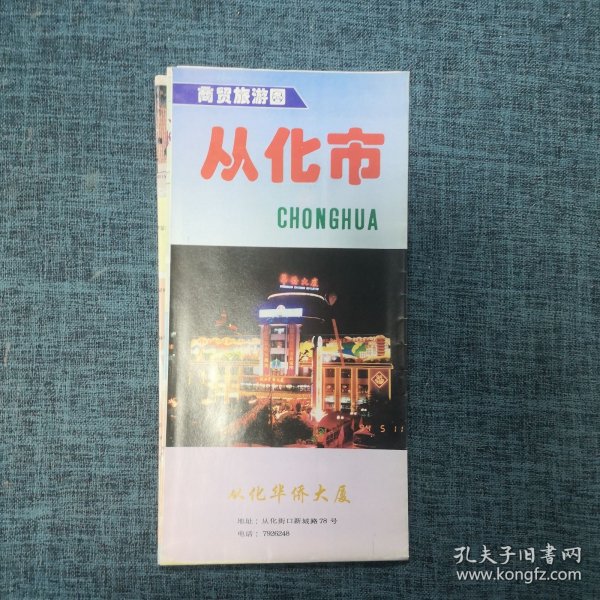 商贸旅游图
从化市
CHONGHUA
华侨大厦
5 11
从化华侨大厦
地址：从化街口新城路78号
电话：7926248
孔夫子旧书网
www.kongfz.com